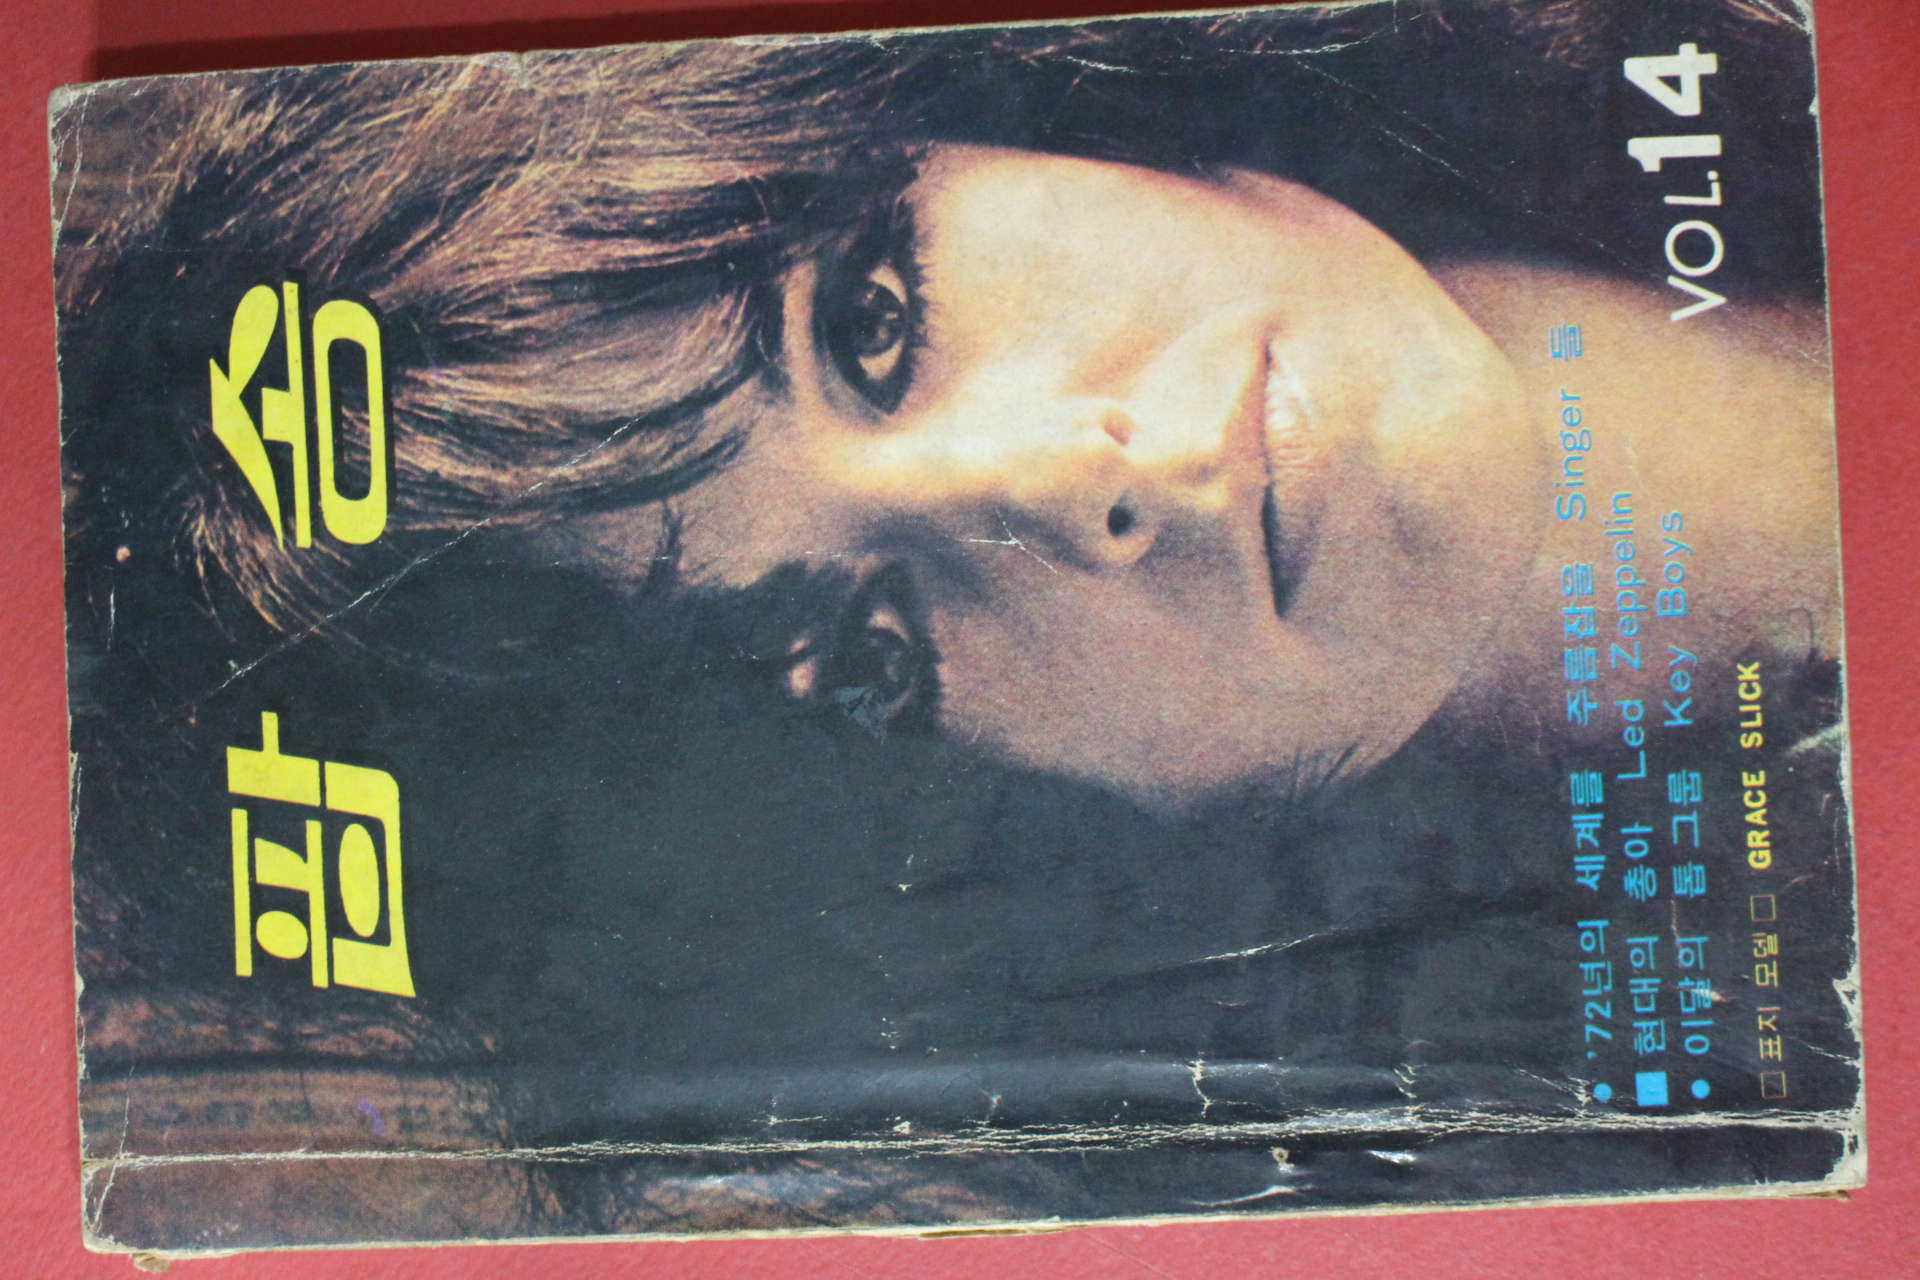 팝송
VOL.14
● '72년의 세계를 주름잡을 Singer 들
■ 현대의 총아 Led Zeppelin
● 이달의 톱그룹 Key Boys
□ 표지 모델 □ GRACE SLICK